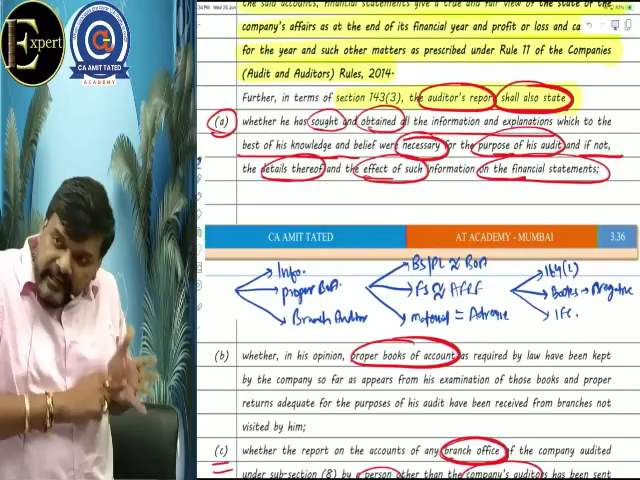 the said accounts, financial statements give a true and fair view of the state of the
:34 PM Wed 20 Jun
83%
Expert
CA AMIT TATED
ACADEMY
company's affairs as at the end of its financial year and profit or loss and ca
for the year and such other matters as prescribed under Rule 11 of the Companies
(Audit and Auditors) Rules, 2014.
Further, in terms of section 143(3), the auditor's report shall also state
(a) whether he has sought and obtained all the information and explanations which to the
best of his knowledge and belief were necessary for the purpose of his audit and if not,
the details thereof and the effect of such information on the financial statements;
CA AMIT TATED AT ACADEMY - MUMBAI 3.36
Info. BS/PL ≈ BOA 164(2)
proper BOA. FS ≈ AFRF Books → Negative
Branch Auditor material = Adverse IFC.
(b) whether, in his opinion, proper books of account as required by law have been kept
by the company so far as appears from his examination of those books and proper
returns adequate for the purposes of his audit have been received from branches not
visited by him;
(c) whether the report on the accounts of any branch office of the company audited
under sub-section (8) by a person other than the company's auditors has been sent